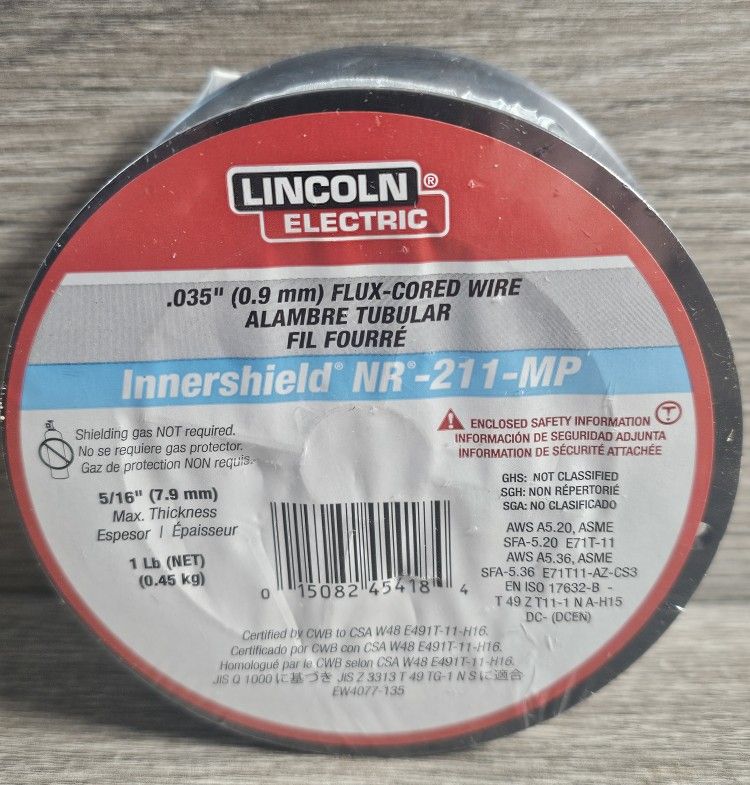 LINCOLN ®
ELECTRIC
.035" (0.9 mm) FLUX-CORED WIRE
ALAMBRE TUBULAR
FIL FOURRÉ
Innershield® NR®-211-MP
Shielding gas NOT required.
No se requiere gas protector.
Gaz de protection NON requis.
5/16" (7.9 mm)
Max. Thickness
Espesor | Épaisseur
1 Lb (NET)
(0.45 kg)
ENCLOSED SAFETY INFORMATION
INFORMACIÓN DE SEGURIDAD ADJUNTA
INFORMATION DE SÉCURITÉ ATTACHÉE
GHS: NOT CLASSIFIED
SGH: NON RÉPERTORIÉ
SGA: NO CLASIFICADO
AWS A5.20, ASME
SFA-5.20 E71T-11
AWS A5.36, ASME
SFA-5.36 E71T11-AZ-CS3
EN ISO 17632-B -
T 49 Z T11-1 N A-H15
DC- (DCEN)
0 15082 45418 4
Certified by CWB to CSA W48 E491T-11-H16.
Certificado por CWB con CSA W48 E491T-11-H16.
Homologué par le CWB selon CSA W48 E491T-11-H16.
JIS Q 1000 に基づき JIS Z 3313 T 49 TG-1 N S に適合
EW4077-135